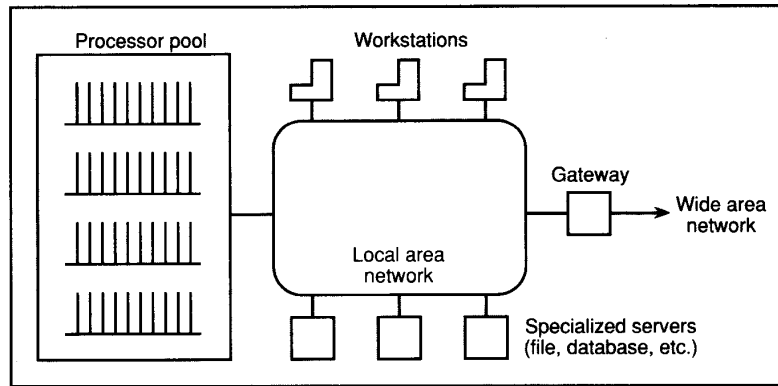 Processor pool
Workstations
Gateway
Wide area
network
Local area
network
Specialized servers
(file, database, etc.)